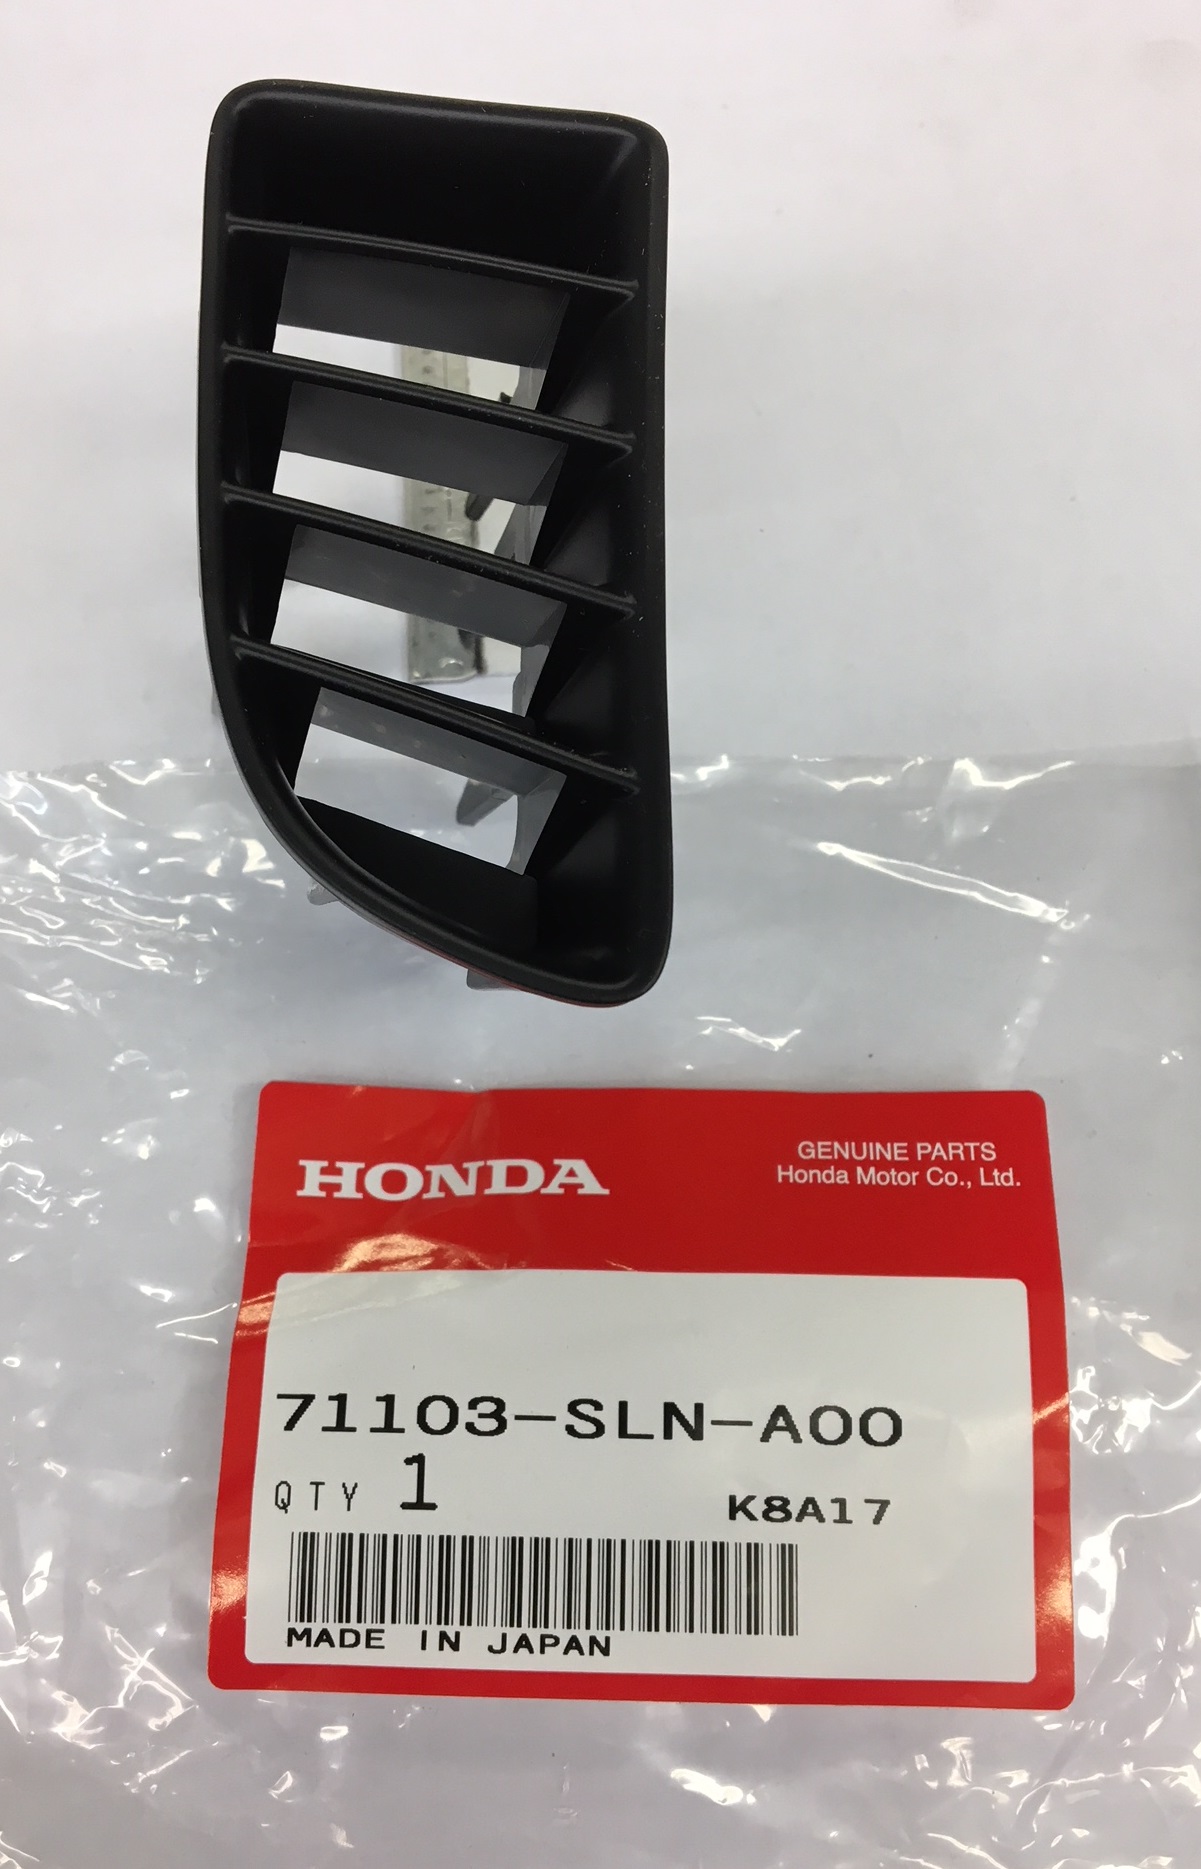 HONDA
GENUINE PARTS
Honda Motor Co., Ltd.
71103-SLN-A00
QTY 1
K8A17
MADE IN JAPAN